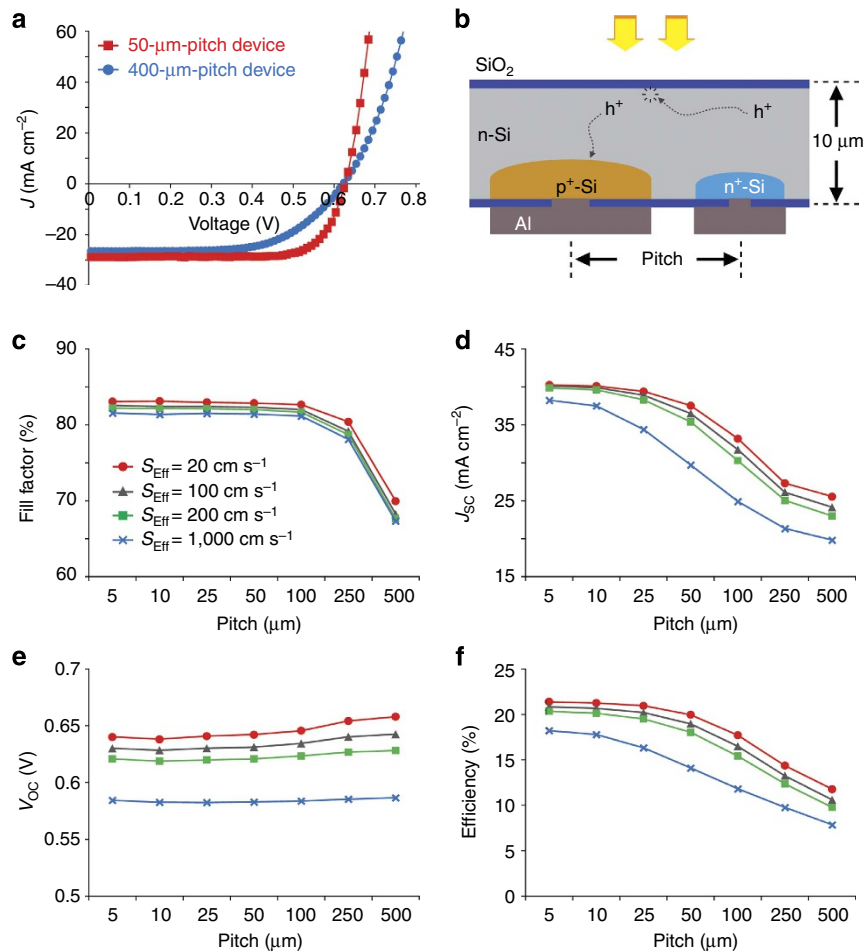 a
60
40
20
0
−20
−40
J (mA cm−2)
50-μm-pitch device
400-μm-pitch device
0 0.1 0.2 0.3 0.4 0.5 0.6 0.7 0.8
Voltage (V)
b
SiO2
n-Si
h+
h+
10 μm
p+-Si
n+-Si
Al
Pitch
c
90
80
70
60
Fill factor (%)
SEff = 20 cm s−1
SEff = 100 cm s−1
SEff = 200 cm s−1
SEff = 1,000 cm s−1
5 10 25 50 100 250 500
Pitch (μm)
d
45
35
25
15
JSC (mA cm−2)
5 10 25 50 100 250 500
Pitch (μm)
e
0.7
0.65
0.6
0.55
0.5
VOC (V)
5 10 25 50 100 250 500
Pitch (μm)
f
25
20
15
10
5
0
Efficiency (%)
5 10 25 50 100 250 500
Pitch (μm)